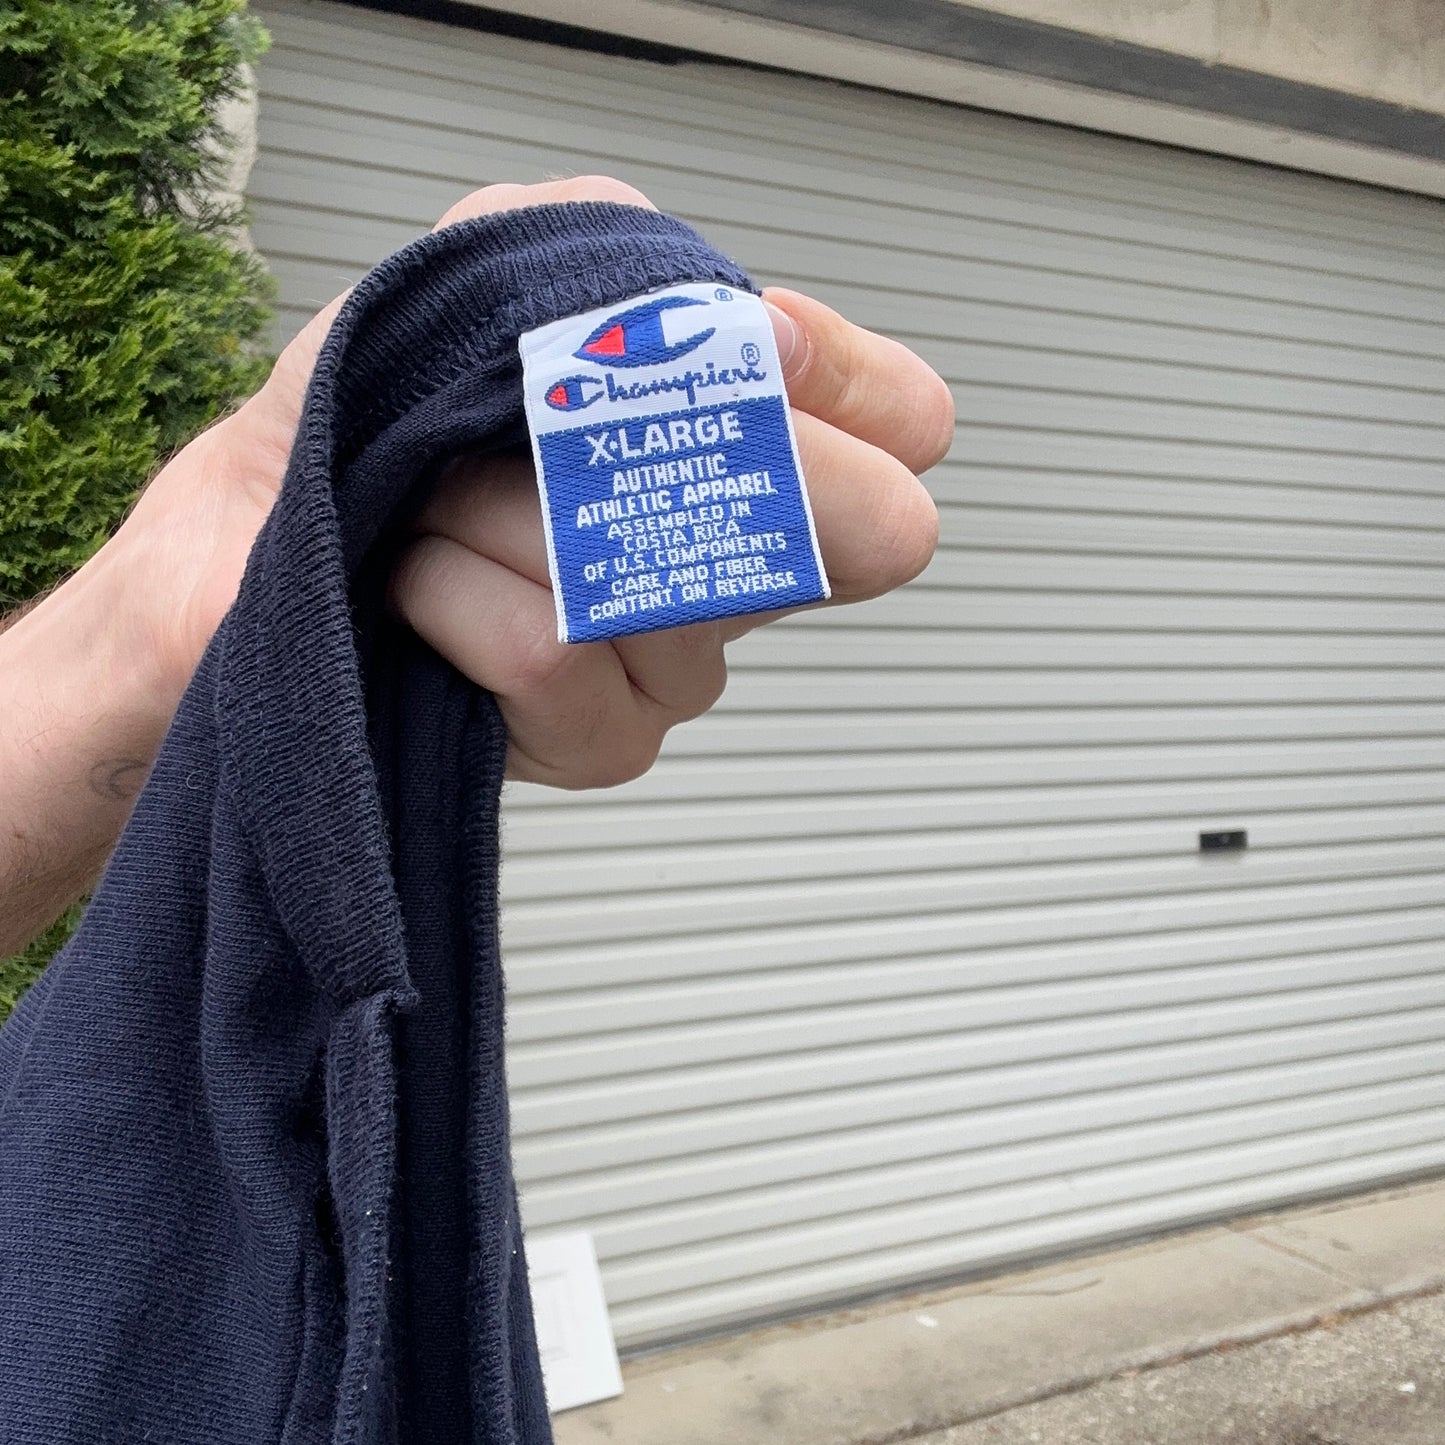 ®
Champion®
X·LARGE
AUTHENTIC
ATHLETIC APPAREL
ASSEMBLED IN
COSTA RICA
OF U.S. COMPONENTS
CARE AND FIBER
CONTENT ON REVERSE